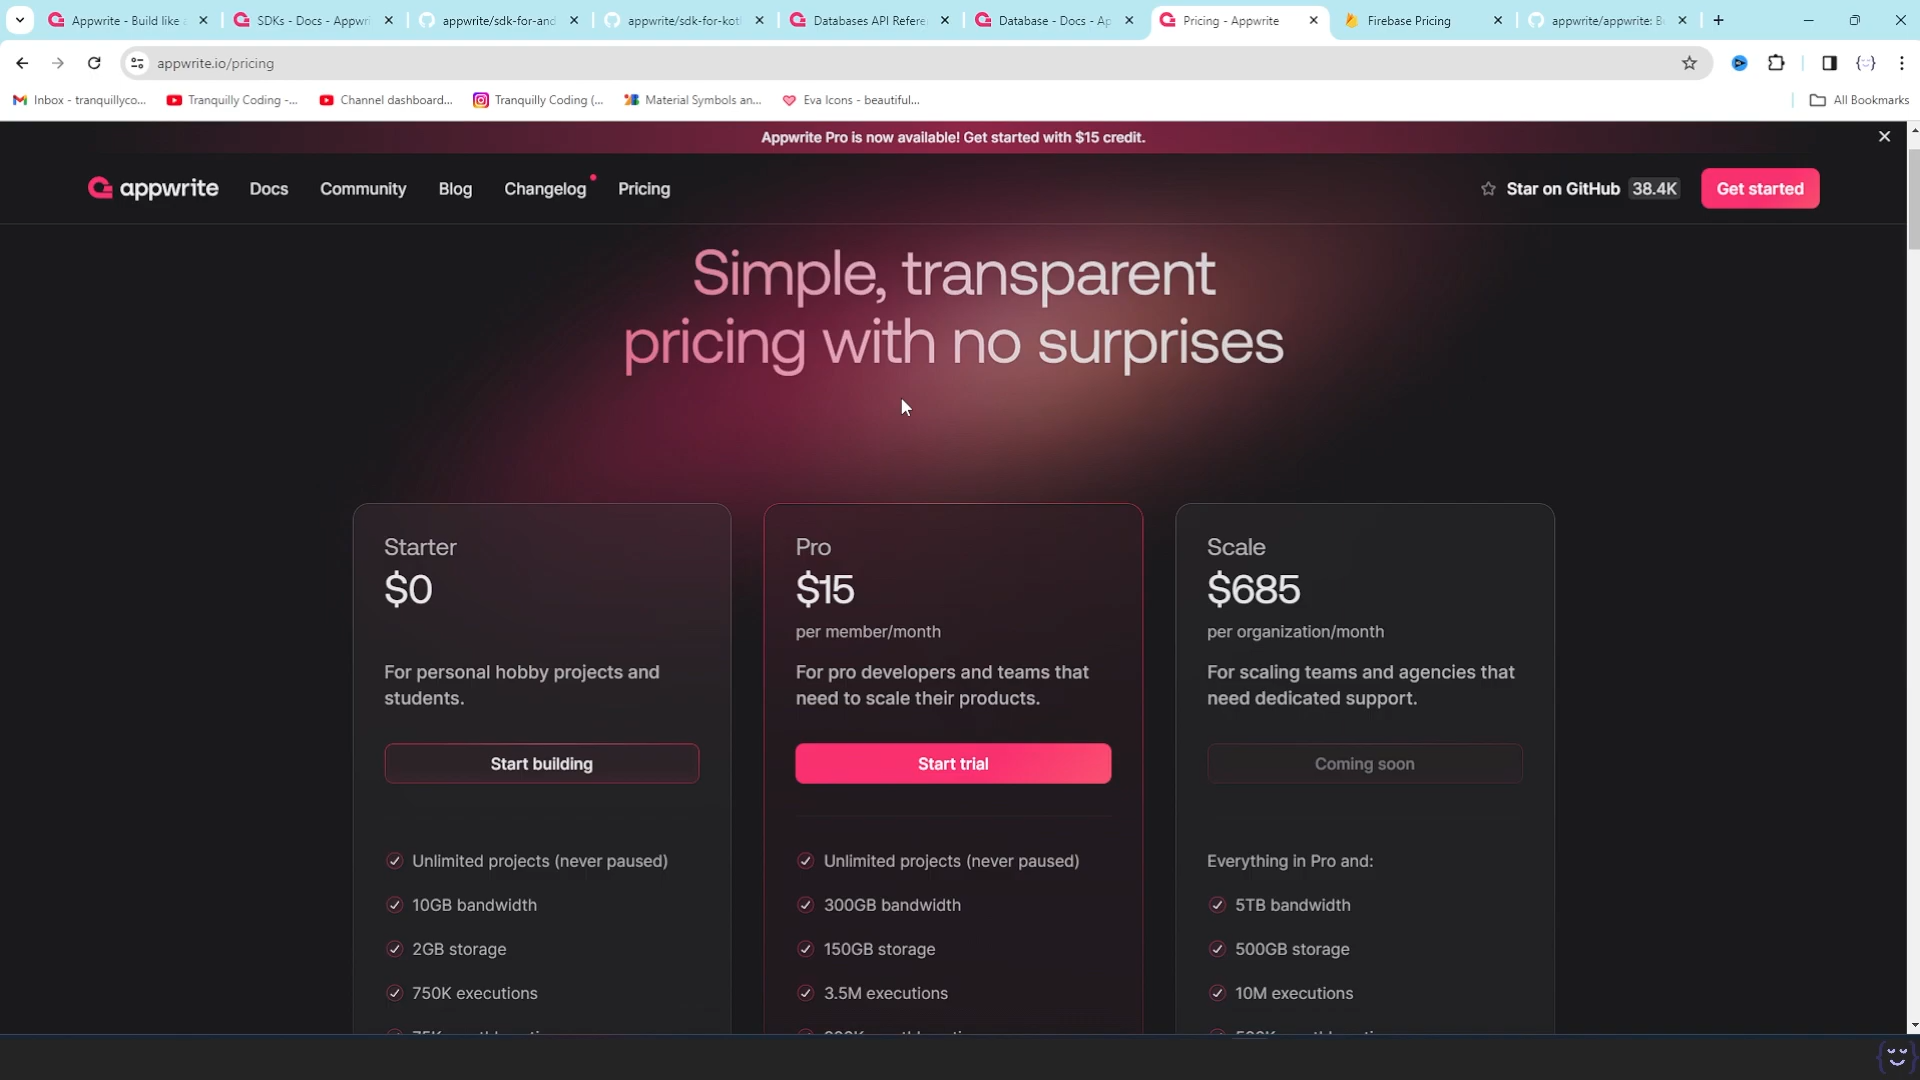 Appwrite - Build like
SDKs - Docs - Appwri
appwrite/sdk-for-and
appwrite/sdk-for-kotl
Databases API Refere
Database - Docs - Ap
Pricing - Appwrite
Firebase Pricing
appwrite/appwrite: B
appwrite.io/pricing
Inbox - tranquillyco...
Tranquilly Coding -...
Channel dashboard...
Tranquilly Coding (...
Material Symbols an...
Eva Icons - beautiful...
All Bookmarks
Appwrite Pro is now available! Get started with $15 credit.
appwrite
Docs
Community
Blog
Changelog
Pricing
Star on GitHub 38.4K
Get started
Simple, transparent
pricing with no surprises
Starter
$0
For personal hobby projects and
students.
Start building
Unlimited projects (never paused)
10GB bandwidth
2GB storage
750K executions
Pro
$15
per member/month
For pro developers and teams that
need to scale their products.
Start trial
Unlimited projects (never paused)
300GB bandwidth
150GB storage
3.5M executions
Scale
$685
per organization/month
For scaling teams and agencies that
need dedicated support.
Coming soon
Everything in Pro and:
5TB bandwidth
500GB storage
10M executions